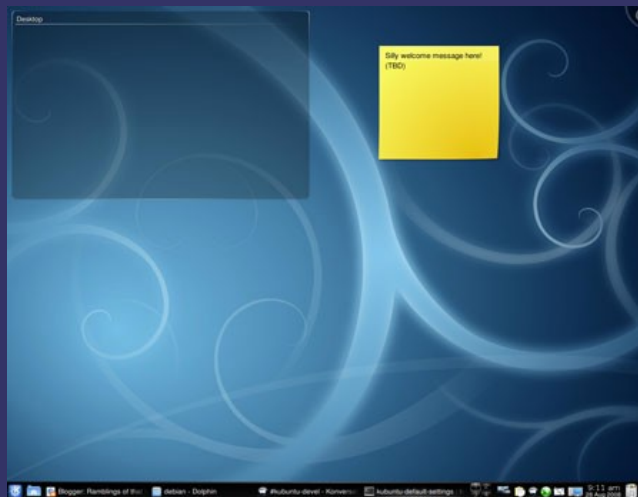 Desktop
Silly welcome message here!
(TBD)
Blogger: Ramblings of the
debian - Dolphin
#kubuntu-devel - Konversa
kubuntu-default-settings
9:11 am